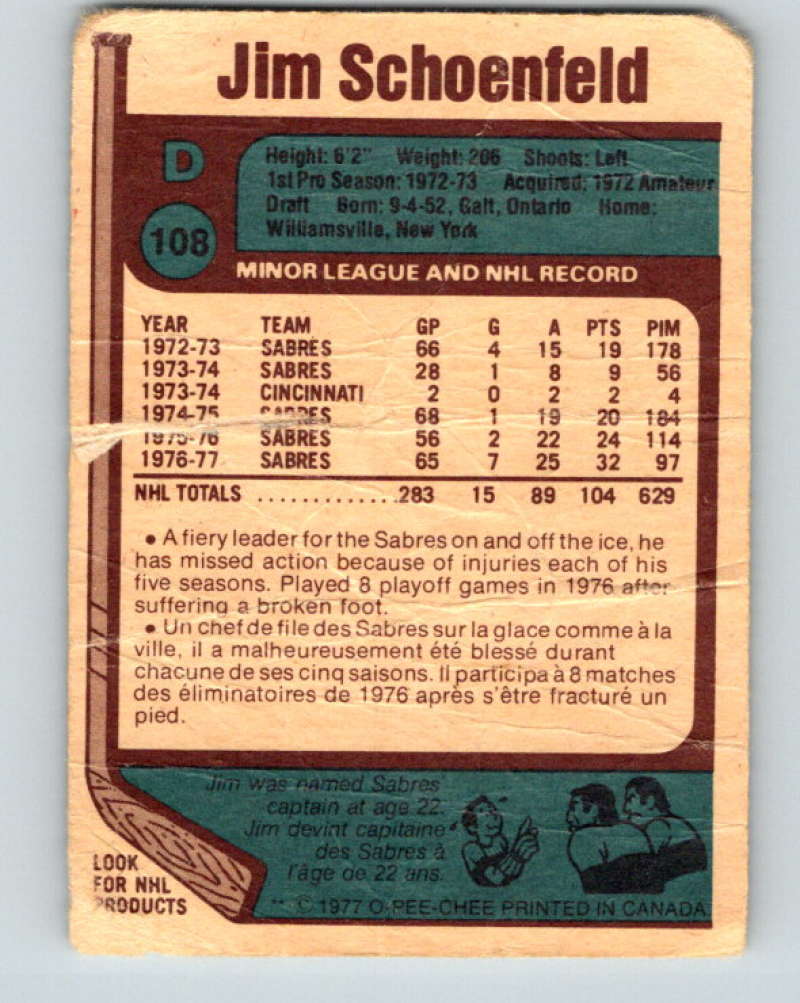 Jim Schoenfeld
D
108
Height: 6'2" Weight: 206 Shoots: Left
1st Pro Season: 1972-73 Acquired: 1972 Amateur
Draft Born: 9-4-52, Galt, Ontario Home:
Williamsville, New York
MINOR LEAGUE AND NHL RECORD
YEAR TEAM GP G A PTS PIM
1972-73 SABRES 66 4 15 19 178
1973-74 SABRES 28 1 8 9 56
1973-74 CINCINNATI 2 0 2 2 4
1974-75 SABRES 68 1 19 20 184
1975-76 SABRES 56 2 22 24 114
1976-77 SABRES 65 7 25 32 97
NHL TOTALS ..............283 15 89 104 629
• A fiery leader for the Sabres on and off the ice, he
has missed action because of injuries each of his
five seasons. Played 8 playoff games in 1976 after
suffering a broken foot.
• Un chef de file des Sabres sur la glace comme à la
ville, il a malheureusement été blessé durant
chacune de ses cinq saisons. Il participa à 8 matches
des éliminatoires de 1976 après s'être fracturé un
pied.
Jim was named Sabres'
captain at age 22.
Jim devint capitaine
des Sabres à
l'âge de 22 ans.
LOOK
FOR NHL
PRODUCTS
** © 1977 O-PEE-CHEE PRINTED IN CANADA